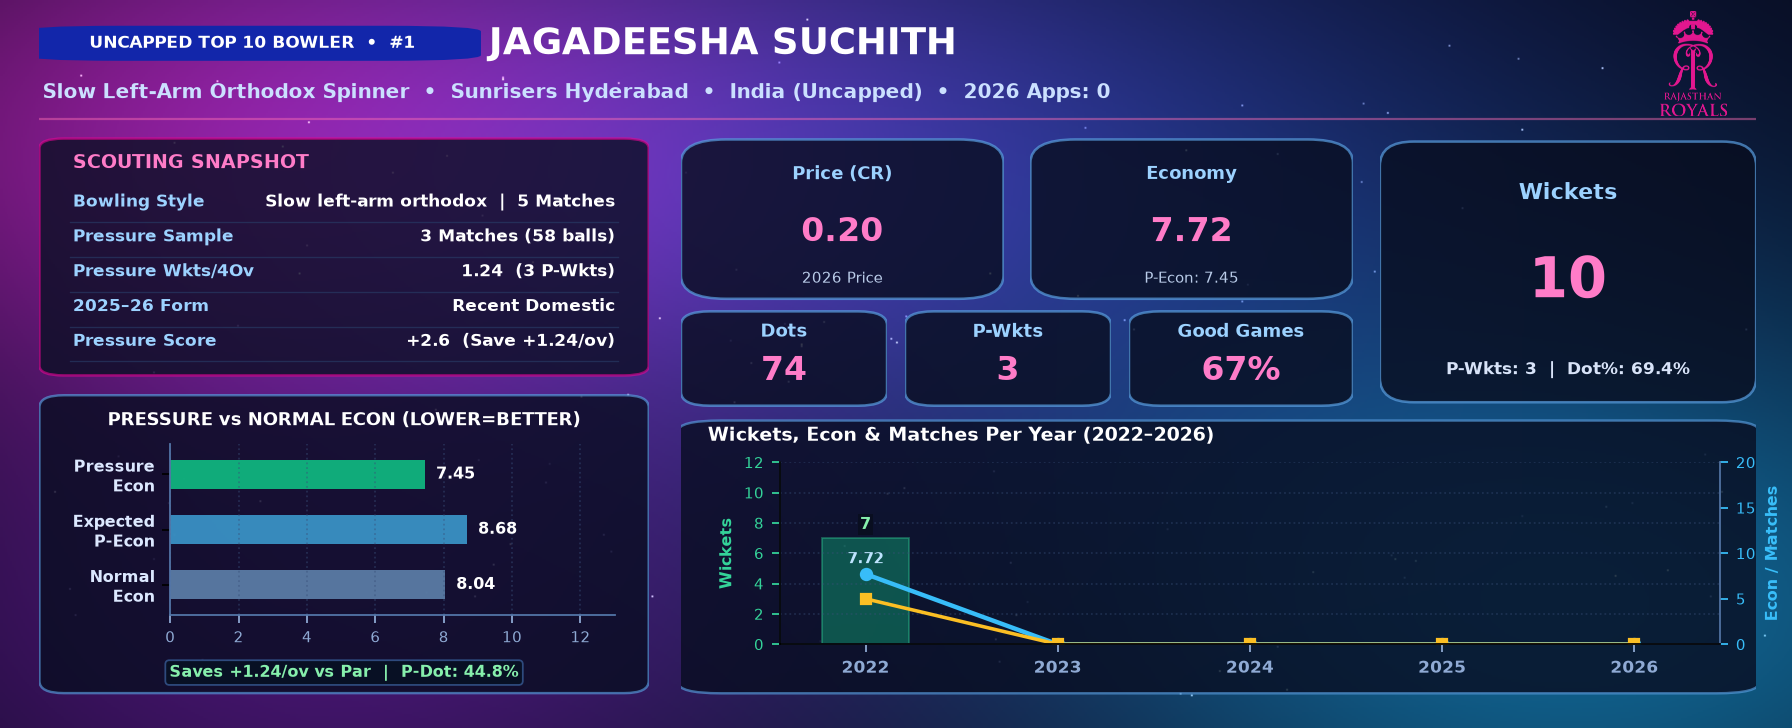 UNCAPPED TOP 10 BOWLER • #1
JAGADEESHA SUCHITH
Slow Left-Arm Orthodox Spinner • Sunrisers Hyderabad • India (Uncapped) • 2026 Apps: 0
RAJASTHAN
ROYALS
SCOUTING SNAPSHOT
Bowling Style Slow left-arm orthodox | 5 Matches
Pressure Sample 3 Matches (58 balls)
Pressure Wkts/4Ov 1.24 (3 P-Wkts)
2025–26 Form Recent Domestic
Pressure Score +2.6 (Save +1.24/ov)
Price (CR)
0.20
2026 Price
Economy
7.72
P-Econ: 7.45
Wickets
10
P-Wkts: 3 | Dot%: 69.4%
Dots
74
P-Wkts
3
Good Games
67%
PRESSURE vs NORMAL ECON (LOWER=BETTER)
Pressure
Econ
7.45
Expected
P-Econ
8.68
Normal
Econ
8.04
0 2 4 6 8 10 12
Saves +1.24/ov vs Par | P-Dot: 44.8%
Wickets, Econ & Matches Per Year (2022–2026)
Wickets
12
10
8
6
4
2
0
7
7.72
20
15
10
5
0
Econ / Matches
2022 2023 2024 2025 2026